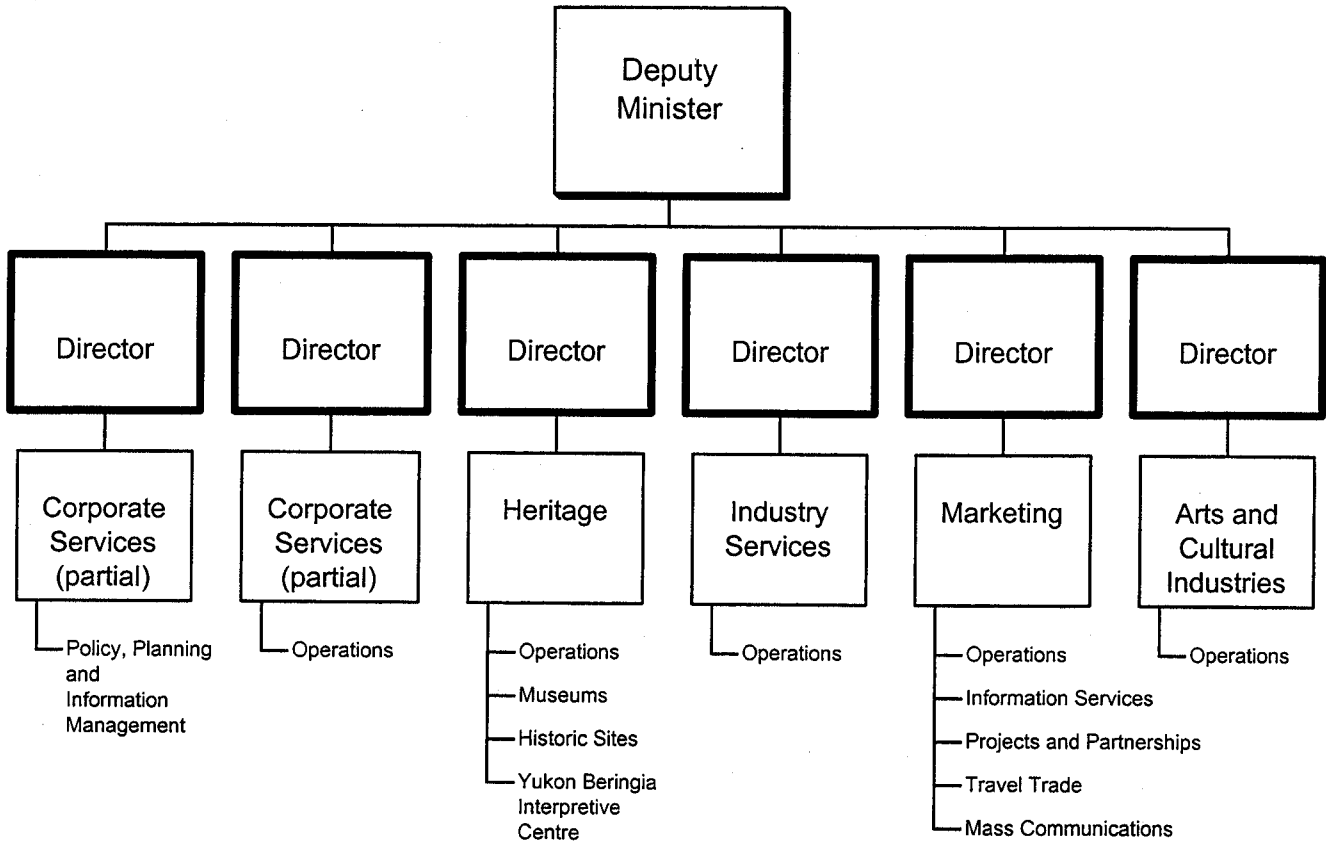 Deputy
Minister
Director
Director
Director
Director
Director
Director
Corporate
Services
(partial)
Corporate
Services
(partial)
Heritage
Industry
Services
Marketing
Arts and
Cultural
Industries
Policy, Planning
and
Information
Management
Operations
Operations
Museums
Historic Sites
Yukon Beringia
Interpretive
Centre
Operations
Operations
Information Services
Projects and Partnerships
Travel Trade
Mass Communications
Operations